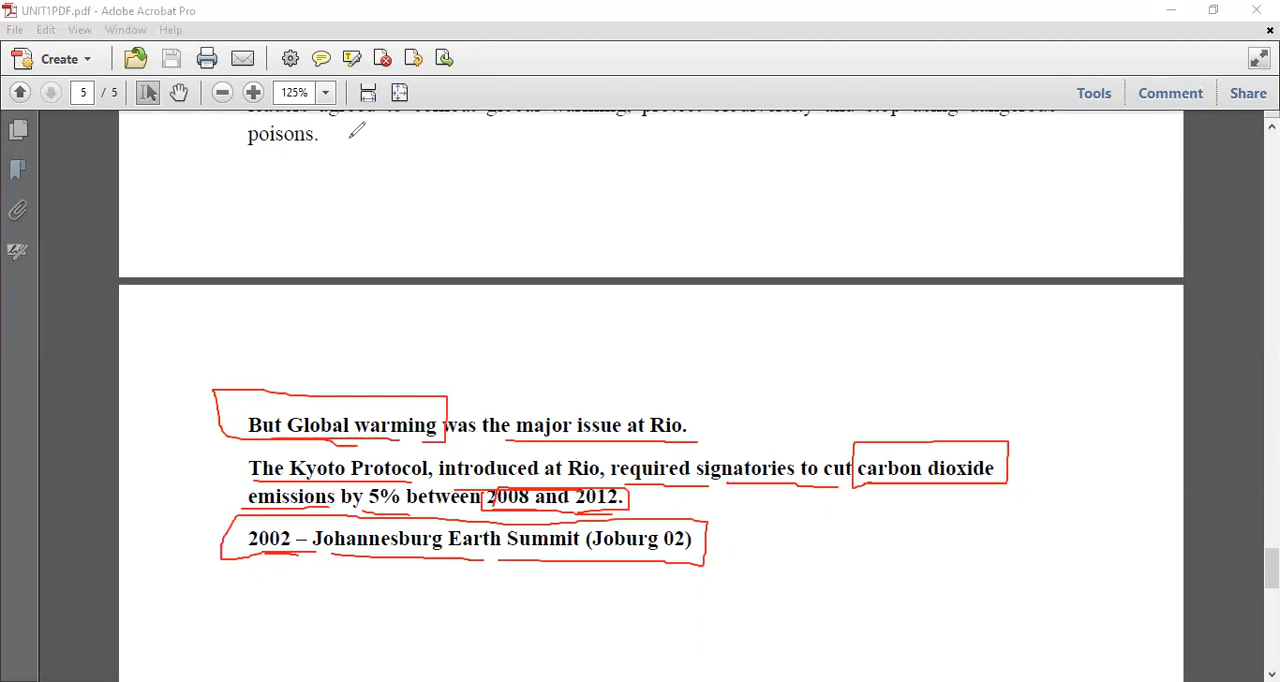 UNIT1PDF.pdf - Adobe Acrobat Pro
File Edit View Window Help
Create
5 / 5 125% Tools Comment Share
poisons.
But Global warming was the major issue at Rio.
The Kyoto Protocol, introduced at Rio, required signatories to cut carbon dioxide
emissions by 5% between 2008 and 2012.
2002 – Johannesburg Earth Summit (Joburg 02)